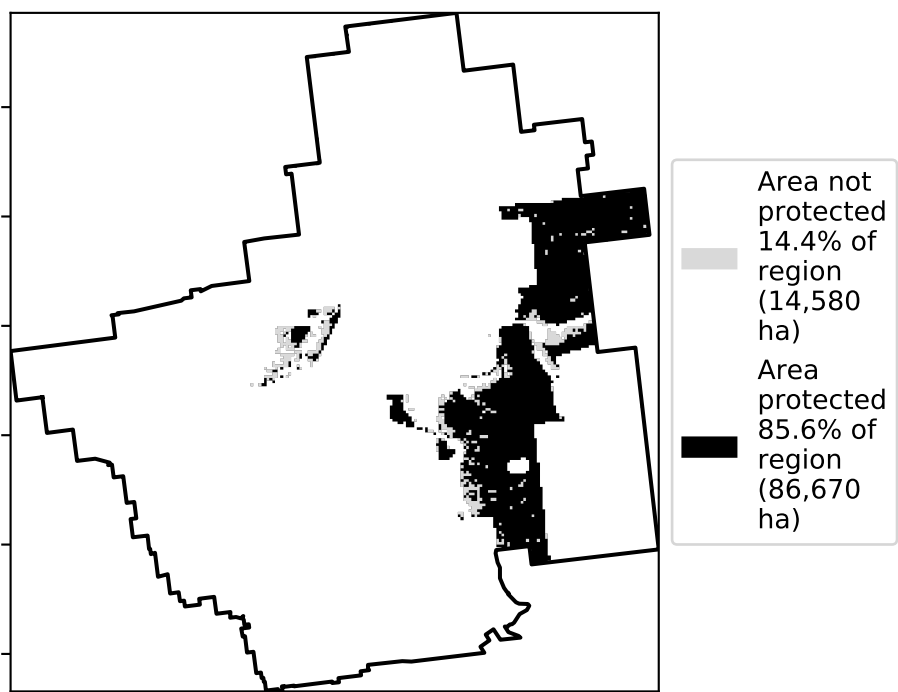 Area not
protected
14.4% of
region
(14,580
ha)
Area
protected
85.6% of
region
(86,670
ha)